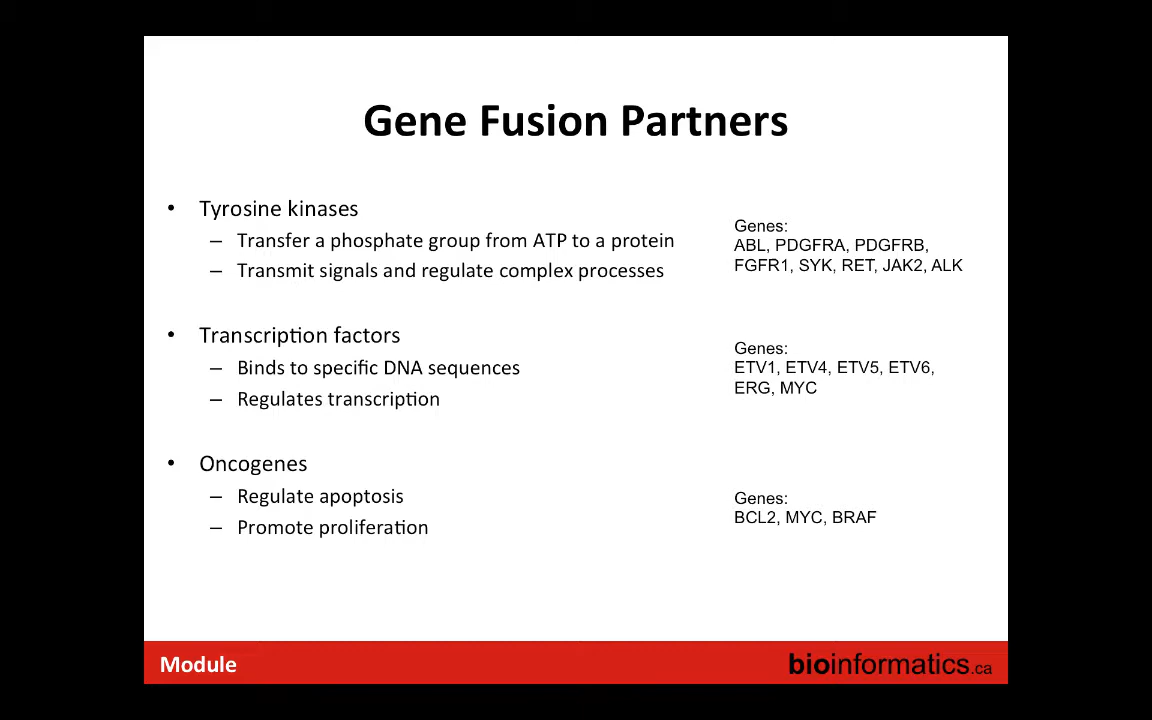 Gene Fusion Partners
• Tyrosine kinases
– Transfer a phosphate group from ATP to a protein
– Transmit signals and regulate complex processes
Genes:
ABL, PDGFRA, PDGFRB,
FGFR1, SYK, RET, JAK2, ALK
• Transcription factors
– Binds to specific DNA sequences
– Regulates transcription
Genes:
ETV1, ETV4, ETV5, ETV6,
ERG, MYC
• Oncogenes
– Regulate apoptosis
– Promote proliferation
Genes:
BCL2, MYC, BRAF
Module
bioinformatics.ca